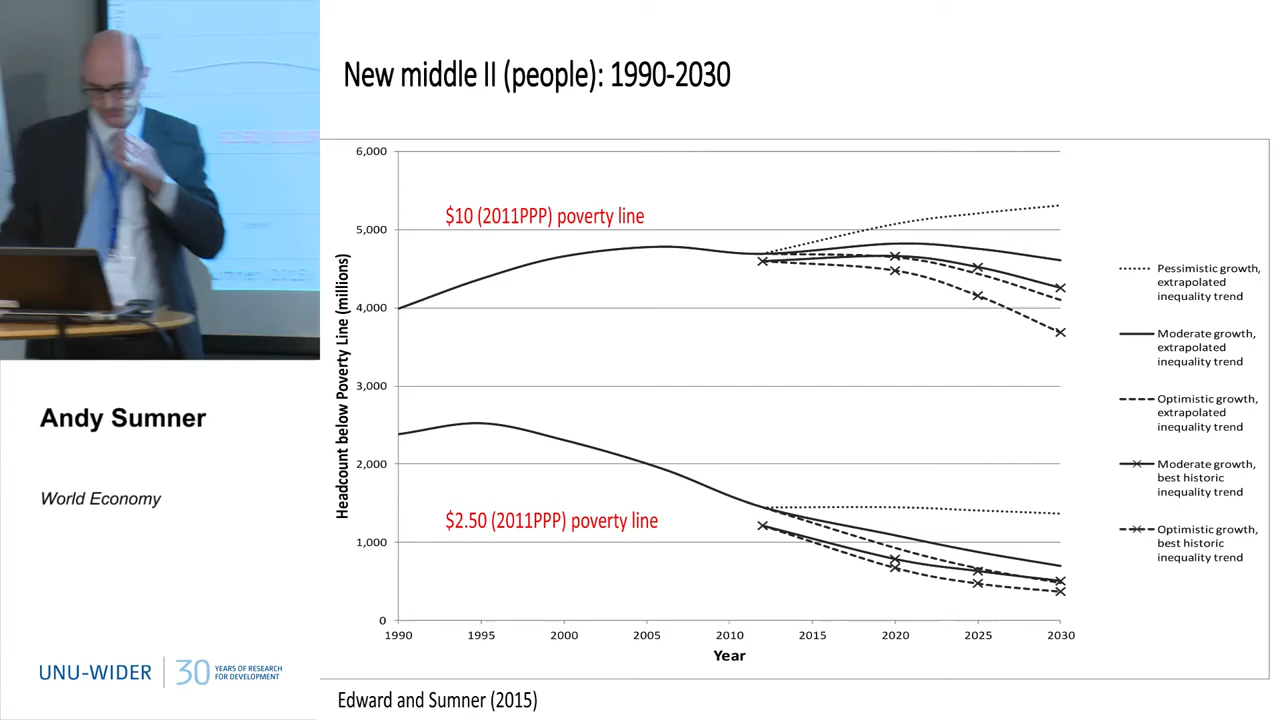 New middle II (people): 1990-2030
6,000
5,000
4,000
3,000
2,000
1,000
0
Headcount below Poverty Line (millions)
$10 (2011PPP) poverty line
$2.50 (2011PPP) poverty line
1990
1995
2000
2005
2010
2015
2020
2025
2030
Year
Pessimistic growth,
extrapolated
inequality trend
Moderate growth,
extrapolated
inequality trend
Optimistic growth,
extrapolated
inequality trend
Moderate growth,
best historic
inequality trend
Optimistic growth,
best historic
inequality trend
Edward and Sumner (2015)
Andy Sumner
World Economy
UNU-WIDER
30
YEARS OF RESEARCH
FOR DEVELOPMENT